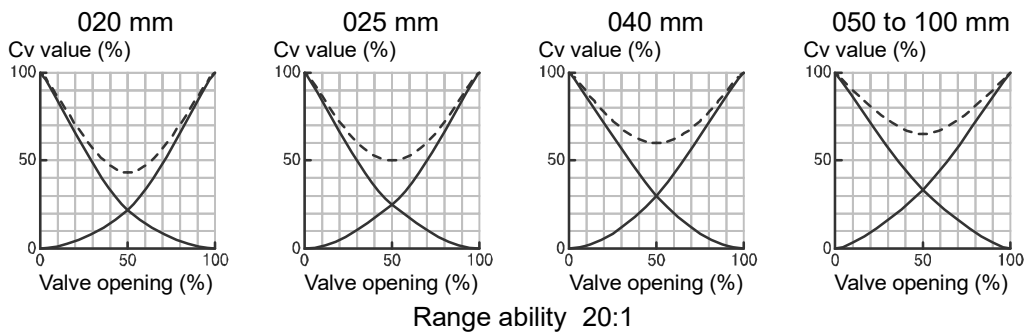 020 mm
Cv value (%)
100
50
0
0 50 100
Valve opening (%)
025 mm
Cv value (%)
100
50
0
0 50 100
Valve opening (%)
040 mm
Cv value (%)
100
50
0
0 50 100
Valve opening (%)
050 to 100 mm
Cv value (%)
100
50
0
0 50 100
Valve opening (%)
Range ability 20:1